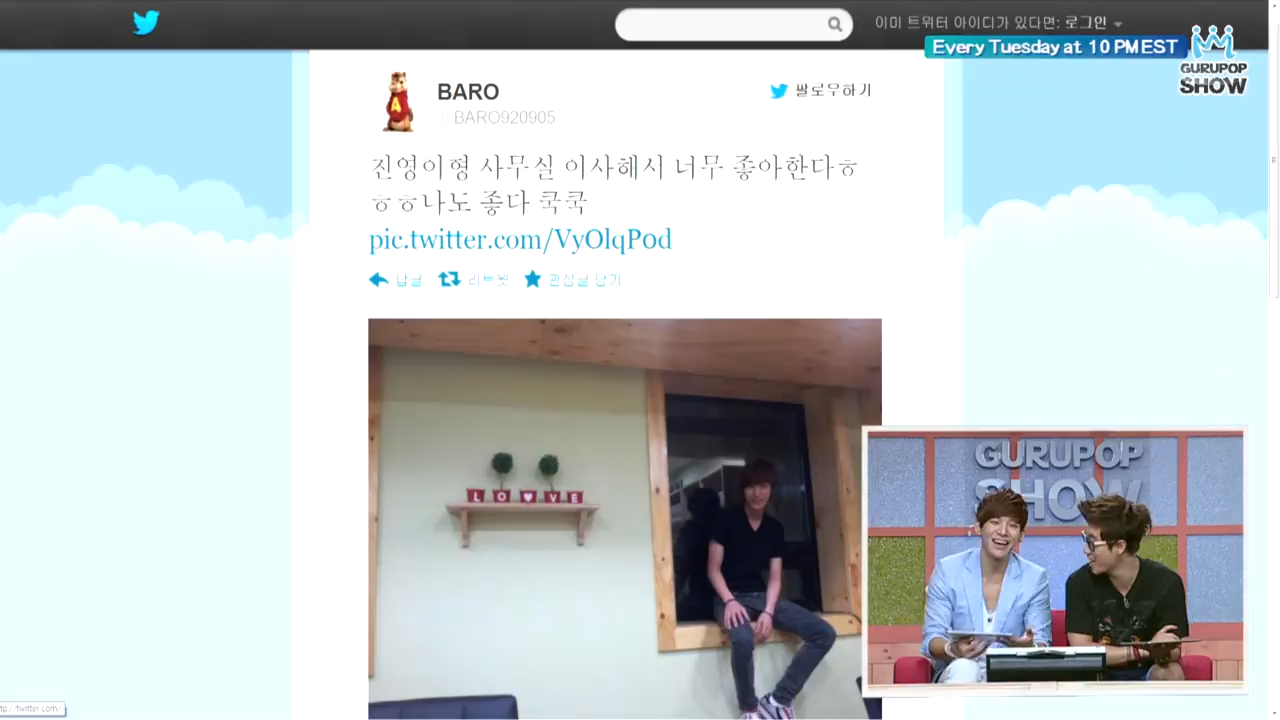 이미 트위터 아이디가 있다면: 로그인
Every Tuesday at 10 PM EST
GURUPOP
SHOW
BARO
@BARO920905
팔로우하기
진영이형 사무실 이사해서 너무 좋아한다ㅎ
ㅎㅎ나도 좋다 쿡쿡
pic.twitter.com/VyOlqP0d
답글 리트윗 관심글 담기
L O V E
GURUPOP
SHOW
A